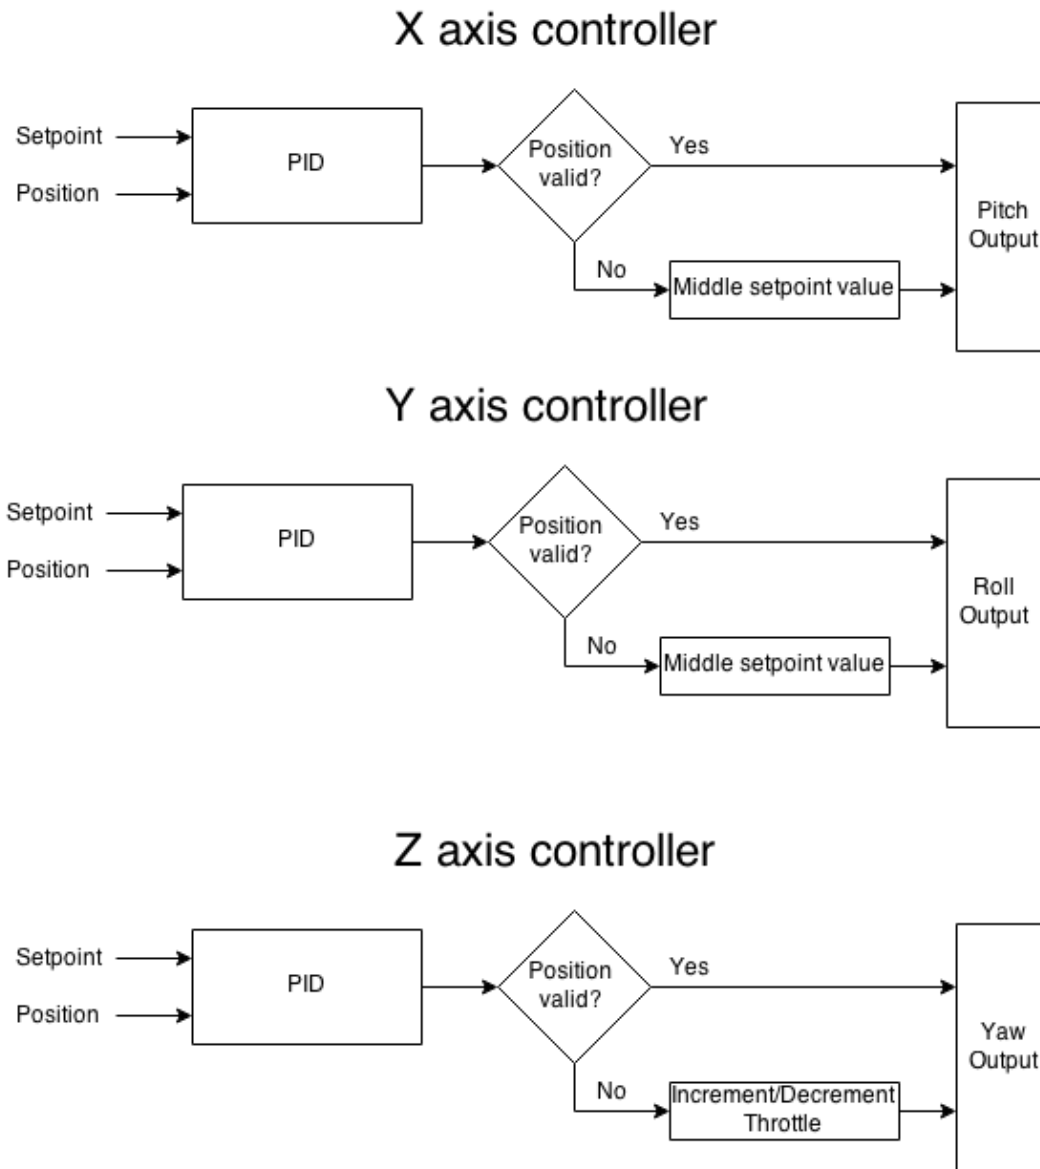 X axis controller
Setpoint
Position
PID
Position
valid?
Yes
No
Middle setpoint value
Pitch
Output
Y axis controller
Setpoint
Position
PID
Position
valid?
Yes
No
Middle setpoint value
Roll
Output
Z axis controller
Setpoint
Position
PID
Position
valid?
Yes
No
Increment/Decrement
Throttle
Yaw
Output